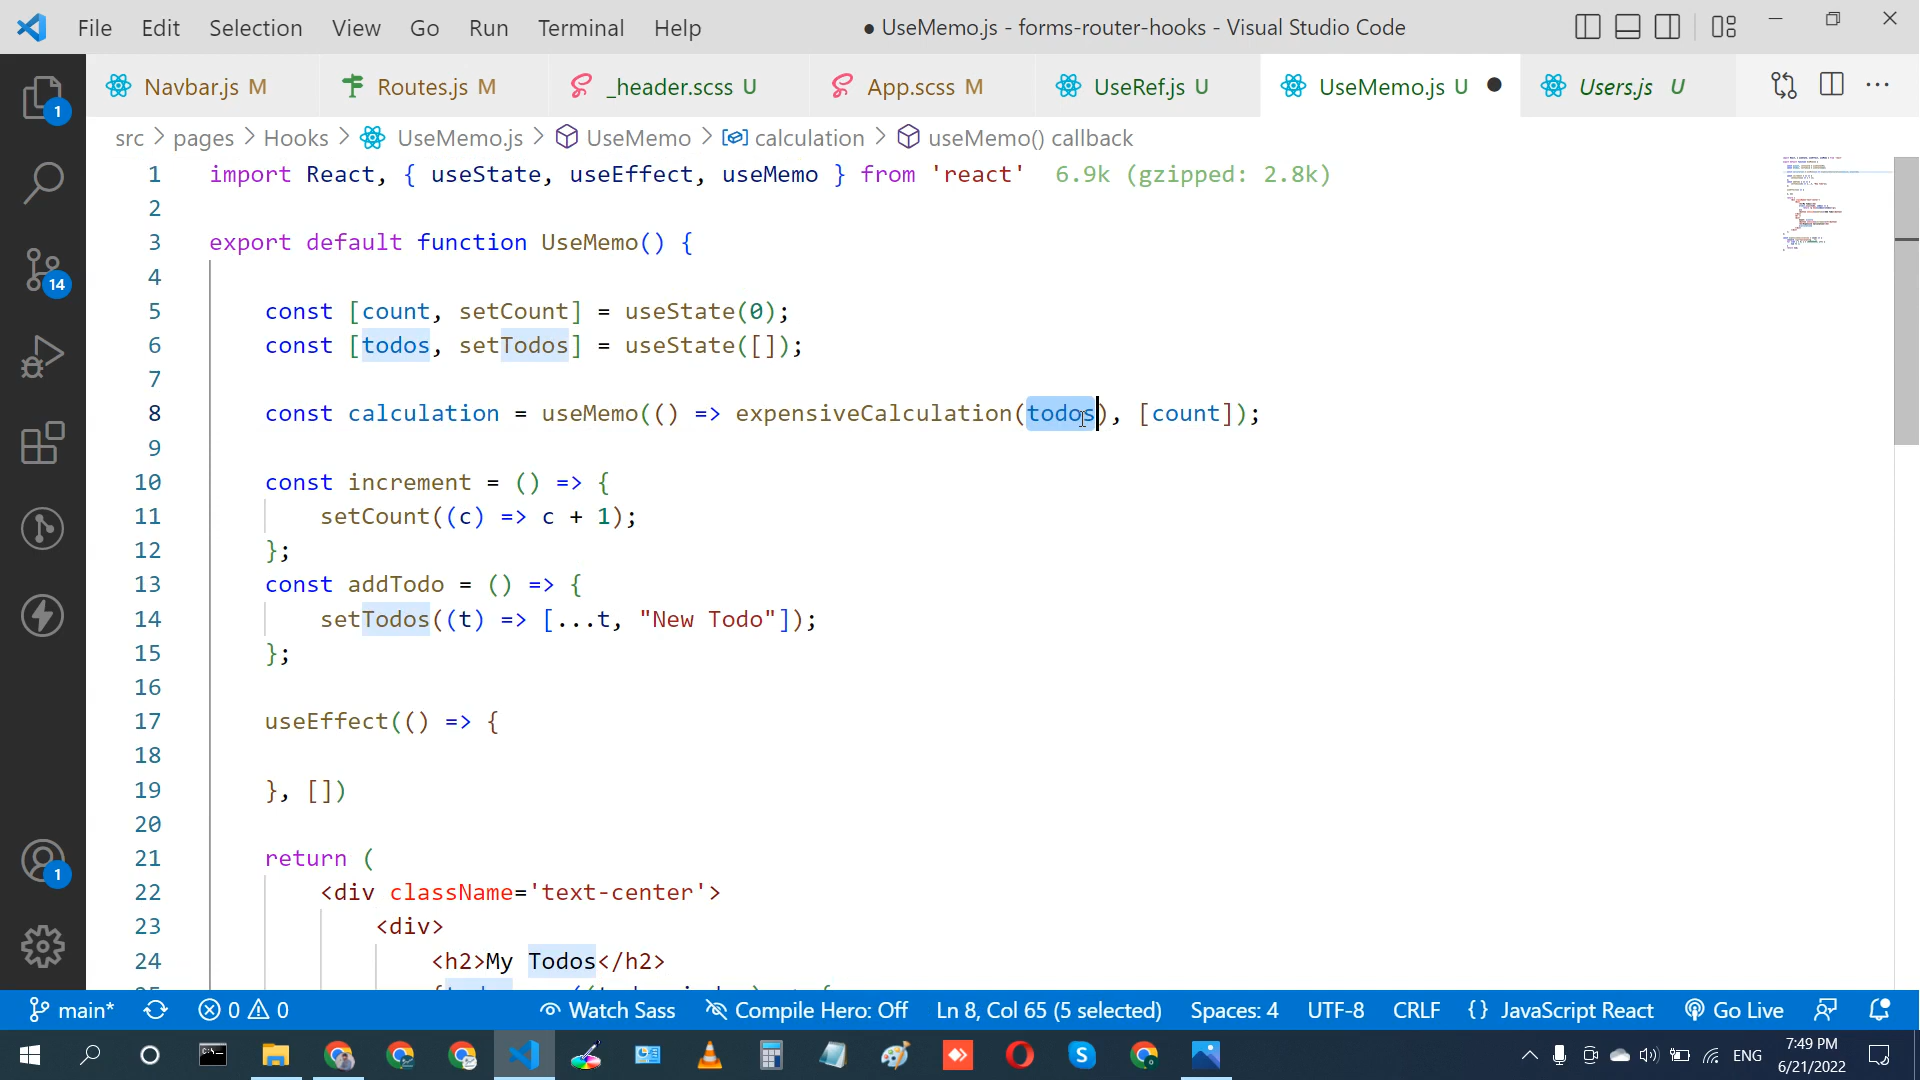 File Edit Selection View Go Run Terminal Help ● UseMemo.js - forms-router-hooks - Visual Studio Code
Navbar.js M Routes.js M _header.scss U App.scss M UseRef.js U UseMemo.js U ● Users.js U ···
src > pages > Hooks > UseMemo.js > UseMemo > calculation > useMemo() callback
1 import React, { useState, useEffect, useMemo } from 'react' 6.9k (gzipped: 2.8k)
2
3 export default function UseMemo() {
4
5 const [count, setCount] = useState(0);
6 const [todos, setTodos] = useState([]);
7
8 const calculation = useMemo(() => expensiveCalculation(todos), [count]);
9
10 const increment = () => {
11 setCount((c) => c + 1);
12 };
13 const addTodo = () => {
14 setTodos((t) => [...t, "New Todo"]);
15 };
16
17 useEffect(() => {
18
19 }, [])
20
21 return (
22 <div className='text-center'>
23 <div>
24 <h2>My Todos</h2>
1
14
1
main* 0 0 Watch Sass Compile Hero: Off Ln 8, Col 65 (5 selected) Spaces: 4 UTF-8 CRLF {} JavaScript React Go Live
ENG 7:49 PM
6/21/2022